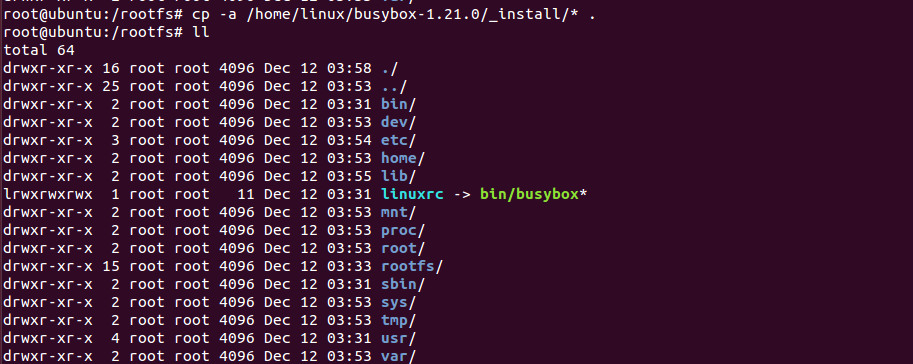 root@ubuntu:/rootfs# cp -a /home/linux/busybox-1.21.0/_install/* .
root@ubuntu:/rootfs# ll
total 64
drwxr-xr-x 16 root root 4096 Dec 12 03:58 ./
drwxr-xr-x 25 root root 4096 Dec 12 03:53 ../
drwxr-xr-x  2 root root 4096 Dec 12 03:31 bin/
drwxr-xr-x  2 root root 4096 Dec 12 03:53 dev/
drwxr-xr-x  3 root root 4096 Dec 12 03:54 etc/
drwxr-xr-x  2 root root 4096 Dec 12 03:53 home/
drwxr-xr-x  2 root root 4096 Dec 12 03:55 lib/
lrwxrwxrwx  1 root root   11 Dec 12 03:31 linuxrc -> bin/busybox*
drwxr-xr-x  2 root root 4096 Dec 12 03:53 mnt/
drwxr-xr-x  2 root root 4096 Dec 12 03:53 proc/
drwxr-xr-x  2 root root 4096 Dec 12 03:53 root/
drwxr-xr-x 15 root root 4096 Dec 12 03:33 rootfs/
drwxr-xr-x  2 root root 4096 Dec 12 03:31 sbin/
drwxr-xr-x  2 root root 4096 Dec 12 03:53 sys/
drwxr-xr-x  2 root root 4096 Dec 12 03:53 tmp/
drwxr-xr-x  4 root root 4096 Dec 12 03:31 usr/
drwxr-xr-x  2 root root 4096 Dec 12 03:53 var/